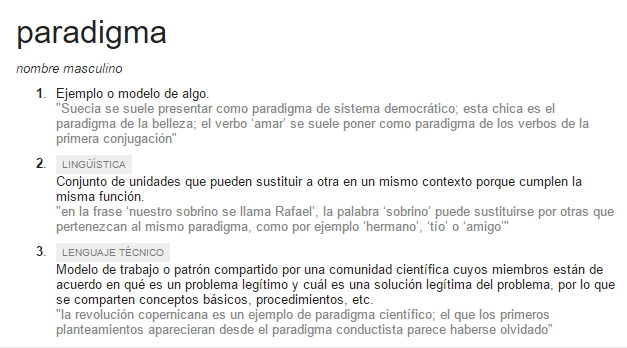 paradigma
nombre masculino
1. Ejemplo o modelo de algo.
"Suecia se suele presentar como paradigma de sistema democrático; esta chica es el
paradigma de la belleza; el verbo ‘amar’ se suele poner como paradigma de los verbos de la
primera conjugación"
2. LINGÜÍSTICA
Conjunto de unidades que pueden sustituir a otra en un mismo contexto porque cumplen la
misma función.
"en la frase ‘nuestro sobrino se llama Rafael’, la palabra ‘sobrino’ puede sustituirse por otras que
pertenezcan al mismo paradigma, como por ejemplo ‘hermano’, ‘tío’ o ‘amigo’"
3. LENGUAJE TÉCNICO
Modelo de trabajo o patrón compartido por una comunidad científica cuyos miembros están de
acuerdo en qué es un problema legítimo y cuál es una solución legítima del problema, por lo que
se comparten conceptos básicos, procedimientos, etc.
"la revolución copernicana es un ejemplo de paradigma científico; el que los primeros
planteamientos aparecieran desde el paradigma conductista parece haberse olvidado"